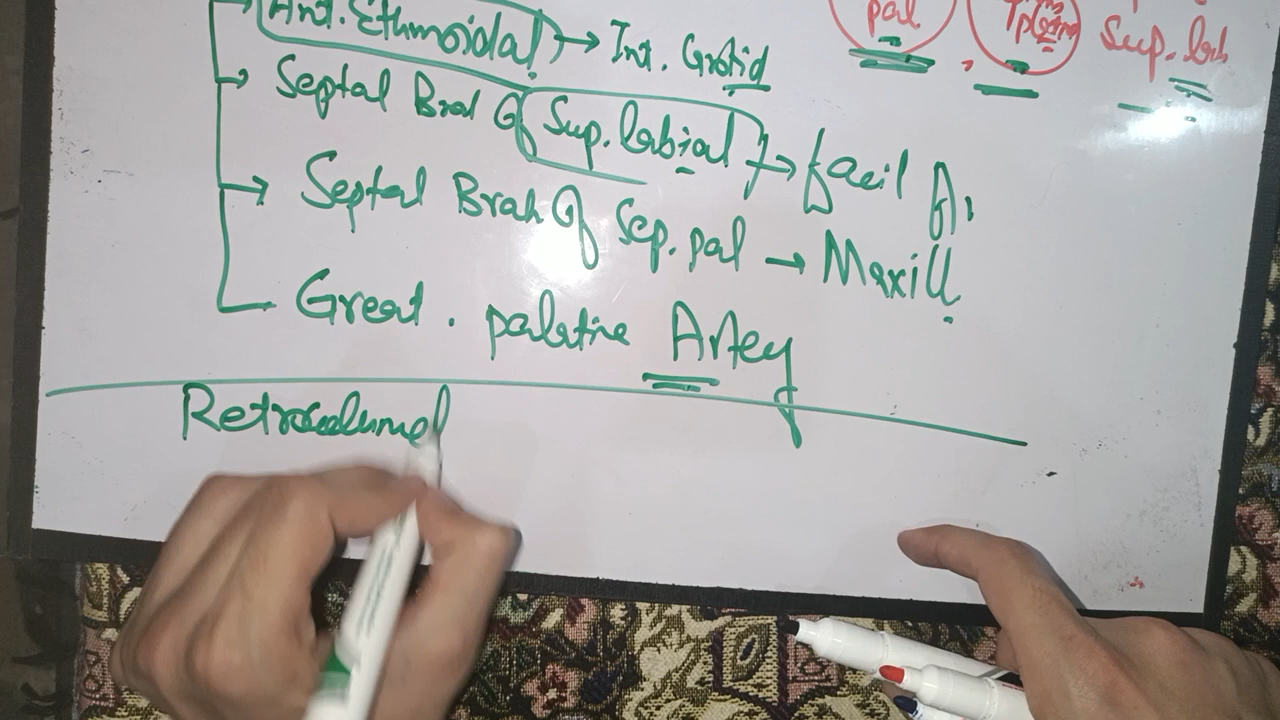 pal
Sup. lab
Ant. Ethmoidal → Int. Carotid
Septal Brah of Sup. labial → facil A.
Septal Brah of Sep. pal → Maxill.
Great. palatine Artey
Retrocolumel